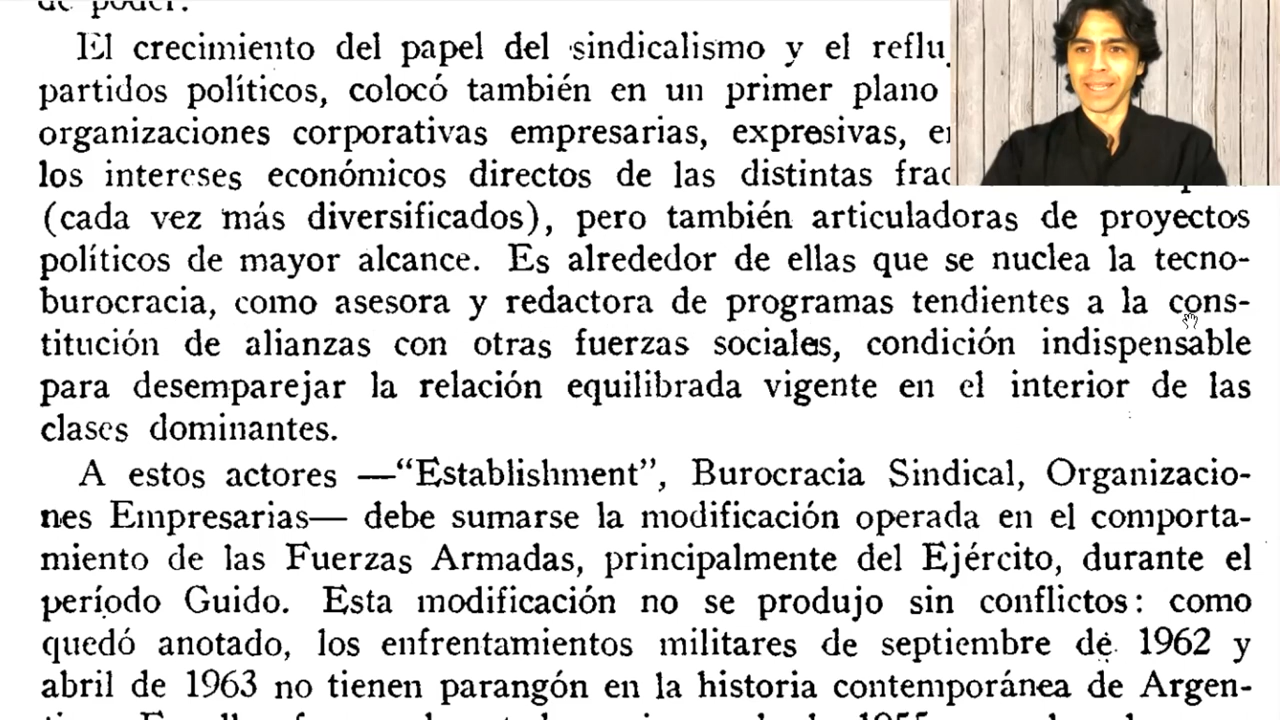 de poder.
El crecimiento del papel del sindicalismo y el
partidos políticos, colocó también en un primer plano
organizaciones corporativas empresarias, expresivas,
los intereses económicos directos de las distintas
(cada vez más diversificados), pero también articuladoras de proyectos
políticos de mayor alcance. Es alrededor de ellas que se nuclea la tecno-
burocracia, como asesora y redactora de programas tendientes a la cons-
titución de alianzas con otras fuerzas sociales, condición indispensable
para desemparejar la relación equilibrada vigente en el interior de las
clases dominantes.
A estos actores —“Establishment”, Burocracia Sindical, Organizacio-
nes Empresarias— debe sumarse la modificación operada en el comporta-
miento de las Fuerzas Armadas, principalmente del Ejército, durante el
período Guido. Esta modificación no se produjo sin conflictos: como
quedó anotado, los enfrentamientos militares de septiembre de 1962 y
abril de 1963 no tienen parangón en la historia contemporánea de Argen-